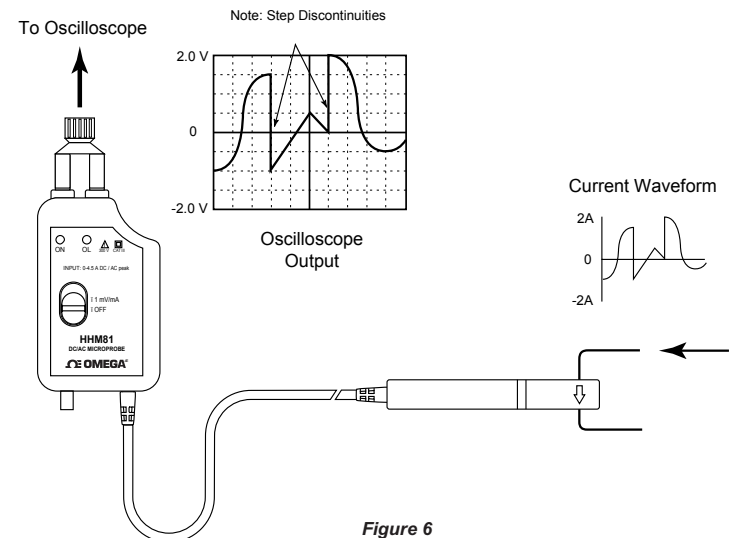 Note: Step Discontinuities
To Oscilloscope
2.0 V
0
-2.0 V
Oscilloscope
Output
Current Waveform
2A
0
-2A
ON OL
CAT III
INPUT: 0-4.5 A DC / AC peak
I 1 mV/mA
I OFF
HHM81
DC/AC MICROPROBE
OMEGA®
Figure 6